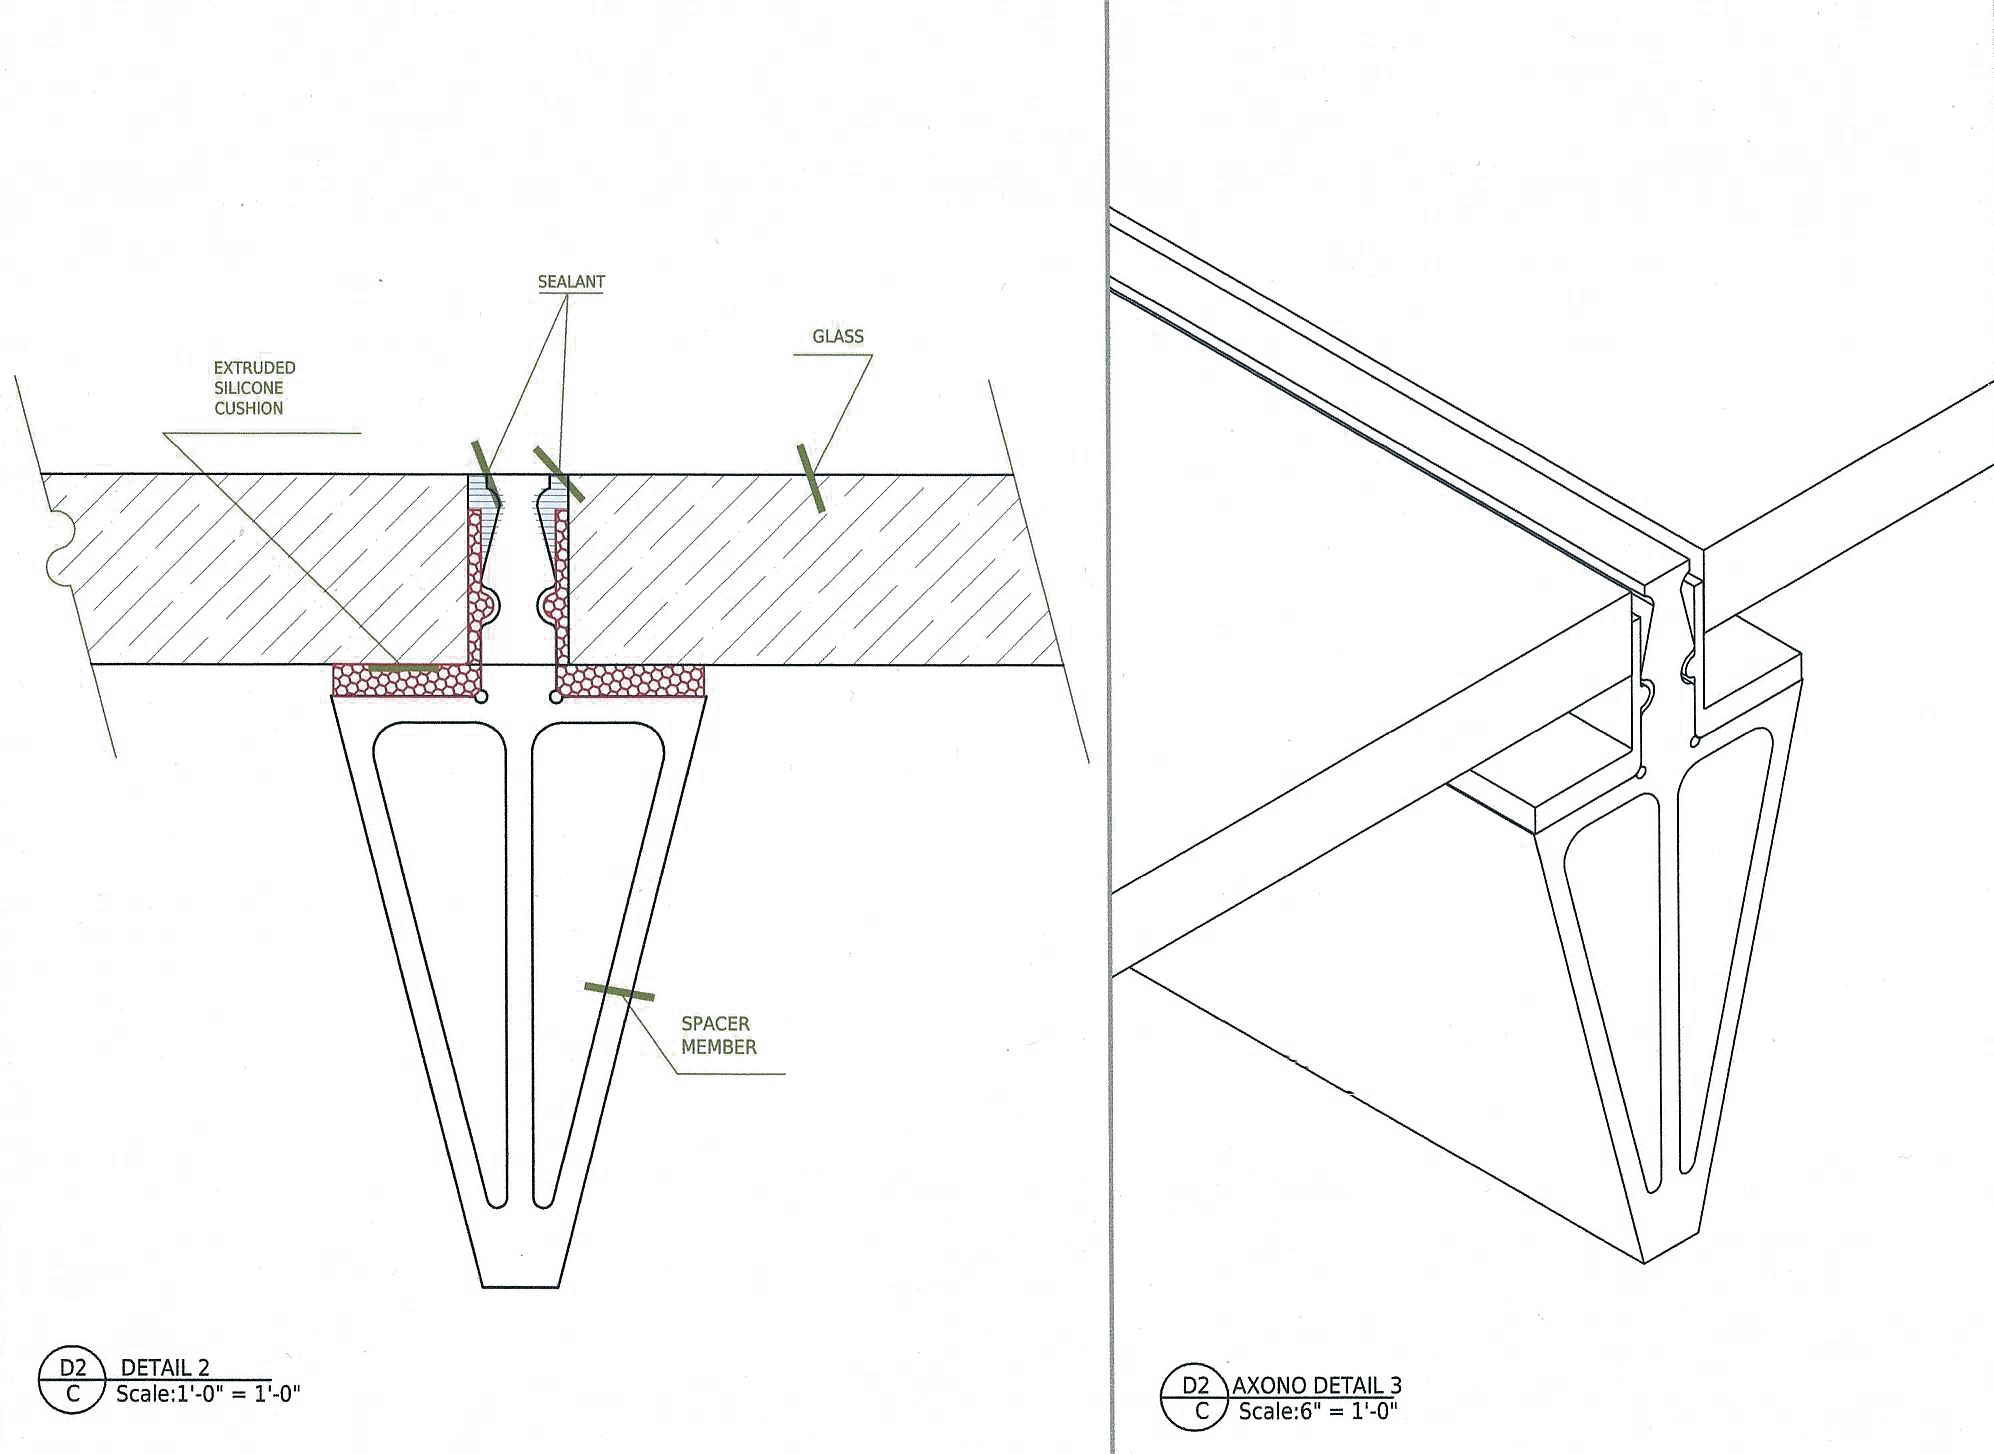 SEALANT
GLASS
EXTRUDED
SILICONE
CUSHION
SPACER
MEMBER
D2
C
DETAIL 2
Scale:1'-0" = 1'-0"
D2
C
AXONO DETAIL 3
Scale:6" = 1'-0"